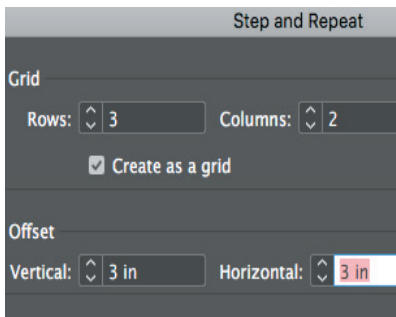 Step and Repeat
Grid
Rows: 3 Columns: 2
Create as a grid
Offset
Vertical: 3 in Horizontal: 3 in